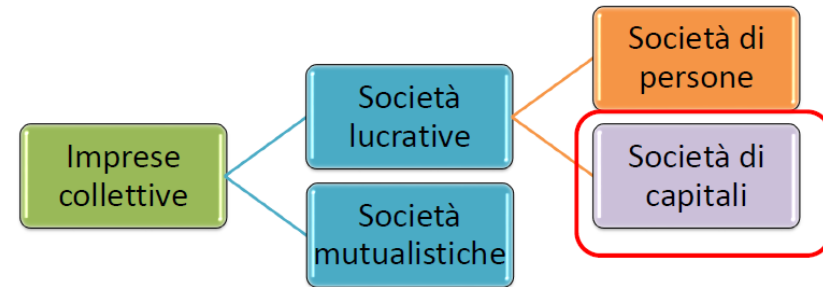 Imprese
collettive
Società
lucrative
Società
mutualistiche
Società di
persone
Società di
capitali